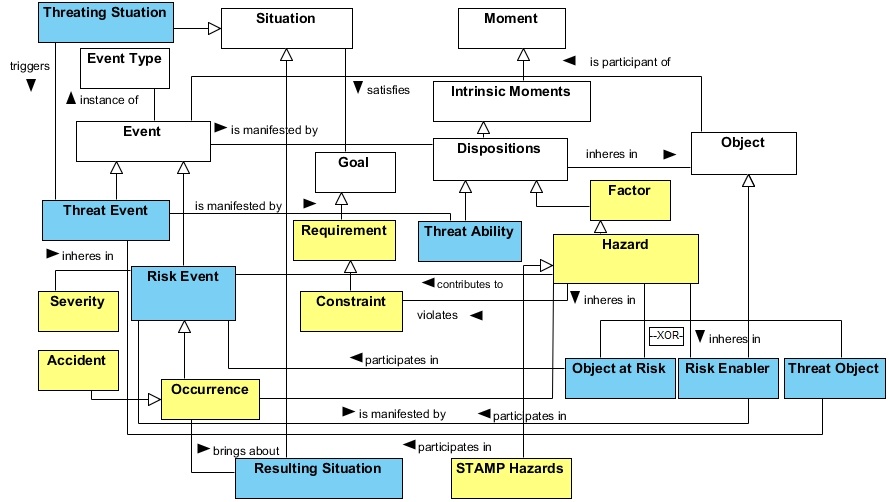 Threating Stuation
Situation
Moment
Event Type
is participant of
triggers
satisfies
Intrinsic Moments
instance of
Event
is manifested by
Dispositions
Object
inheres in
Goal
Factor
Threat Event
is manifested by
Requirement
Threat Ability
Hazard
inheres in
Risk Event
contributes to
Severity
Constraint
inheres in
violates
--XOR-
inheres in
Accident
participates in
Object at Risk
Risk Enabler
Threat Object
Occurrence
is manifested by
participates in
brings about
participates in
Resulting Situation
STAMP Hazards